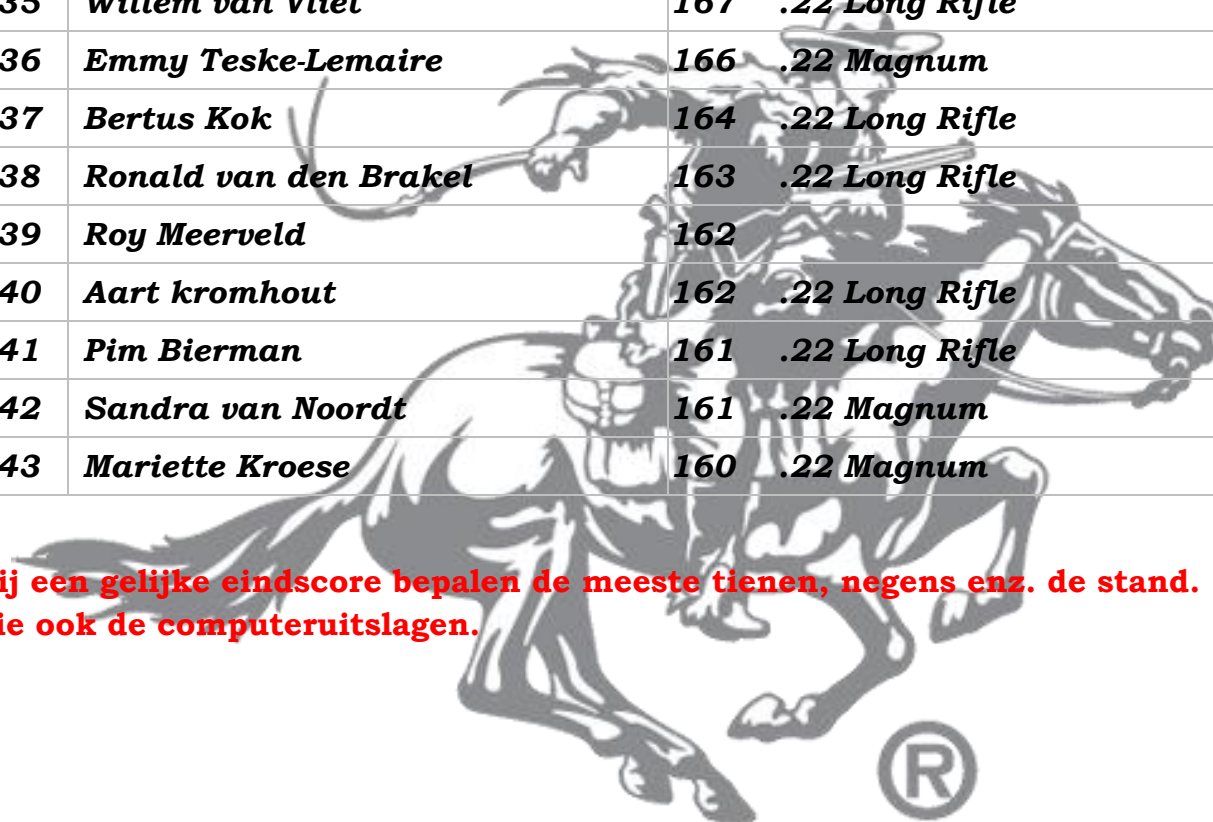 35 Willem van Vliet 167 .22 Long Rifle
36 Emmy Teske-Lemaire 166 .22 Magnum
37 Bertus Kok 164 .22 Long Rifle
38 Ronald van den Brakel 163 .22 Long Rifle
39 Roy Meerveld 162
40 Aart kromhout 162 .22 Long Rifle
41 Pim Bierman 161 .22 Long Rifle
42 Sandra van Noordt 161 .22 Magnum
43 Mariette Kroese 160 .22 Magnum
ij een gelijke eindscore bepalen de meeste tienen, negens enz. de stand.
ie ook de computeruitslagen.
®